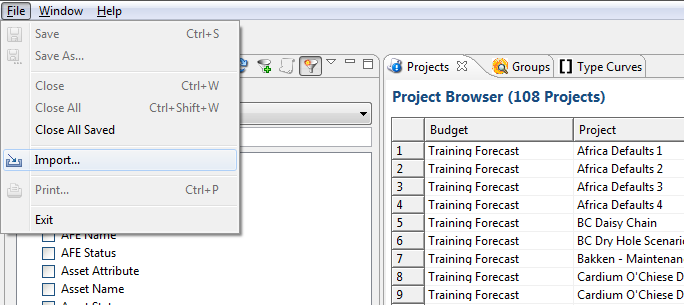 File Window Help
Save Ctrl+S
Save As...
Close Ctrl+W
Close All Ctrl+Shift+W
Close All Saved
Import...
Print... Ctrl+P
Exit
AFE Name
AFE Status
Asset Attribute
Asset Name
Projects Groups Type Curves
Project Browser (108 Projects)
Budget Project
1 Training Forecast Africa Defaults 1
2 Training Forecast Africa Defaults 2
3 Training Forecast Africa Defaults 3
4 Training Forecast Africa Defaults 4
5 Training Forecast BC Daisy Chain
6 Training Forecast BC Dry Hole Scenario
7 Training Forecast Bakken - Maintenan
8 Training Forecast Cardium O'Chiese D
9 Training Forecast Cardium O'Chiese D